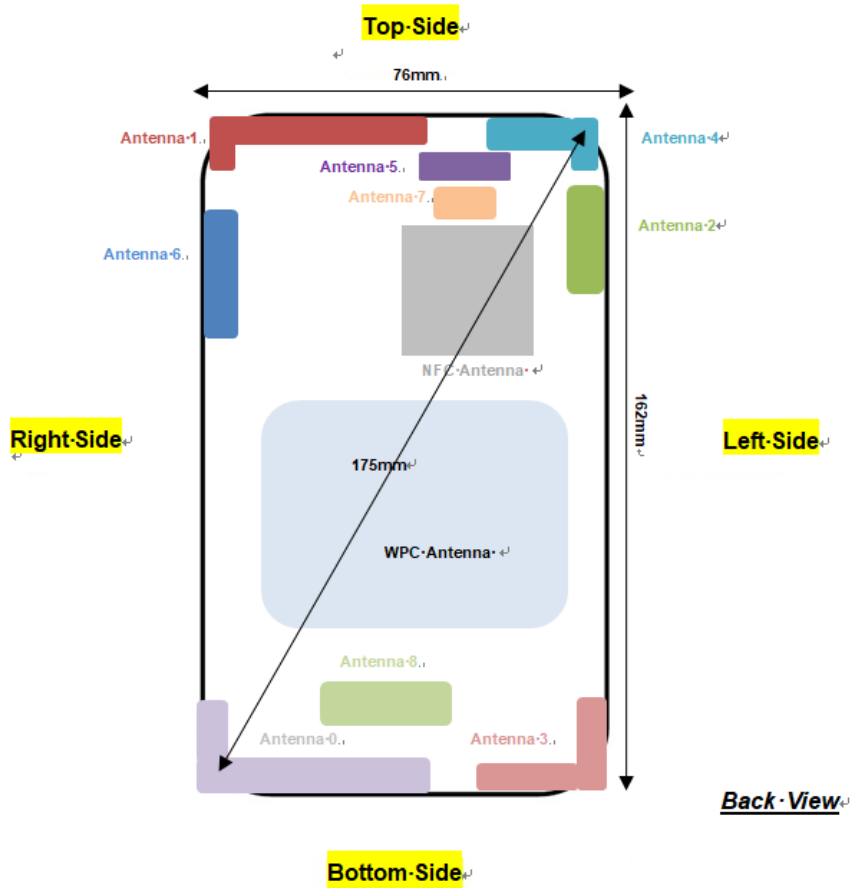 Top Side
76mm
Antenna 1
Antenna 4
Antenna 5
Antenna 7
Antenna 2
Antenna 6
NFC Antenna
162mm
Right Side
Left Side
175mm
WPC Antenna
Antenna 8
Antenna 0
Antenna 3
Back View
Bottom Side